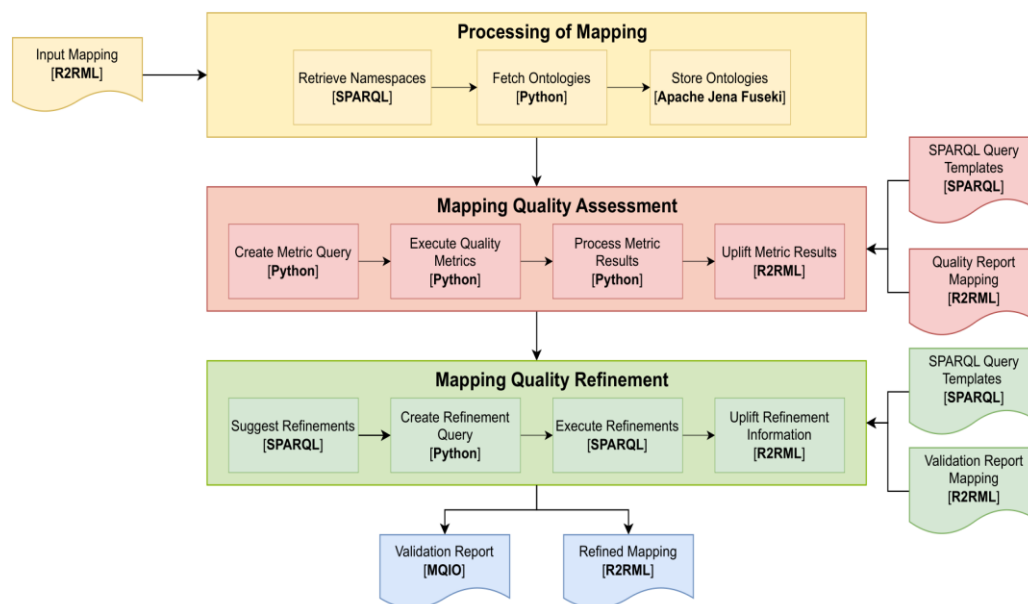 Processing of Mapping
Input Mapping
[R2RML]
Retrieve Namespaces
[SPARQL]
Fetch Ontologies
[Python]
Store Ontologies
[Apache Jena Fuseki]
SPARQL Query
Templates
[SPARQL]
Mapping Quality Assessment
Create Metric Query
[Python]
Execute Quality
Metrics
[Python]
Process Metric
Results
[Python]
Uplift Metric Results
[R2RML]
Quality Report
Mapping
[R2RML]
SPARQL Query
Templates
[SPARQL]
Mapping Quality Refinement
Suggest Refinements
[SPARQL]
Create Refinement
Query
[Python]
Execute Refinements
[SPARQL]
Uplift Refinement
Information
[R2RML]
Validation Report
Mapping
[R2RML]
Validation Report
[MQIO]
Refined Mapping
[R2RML]